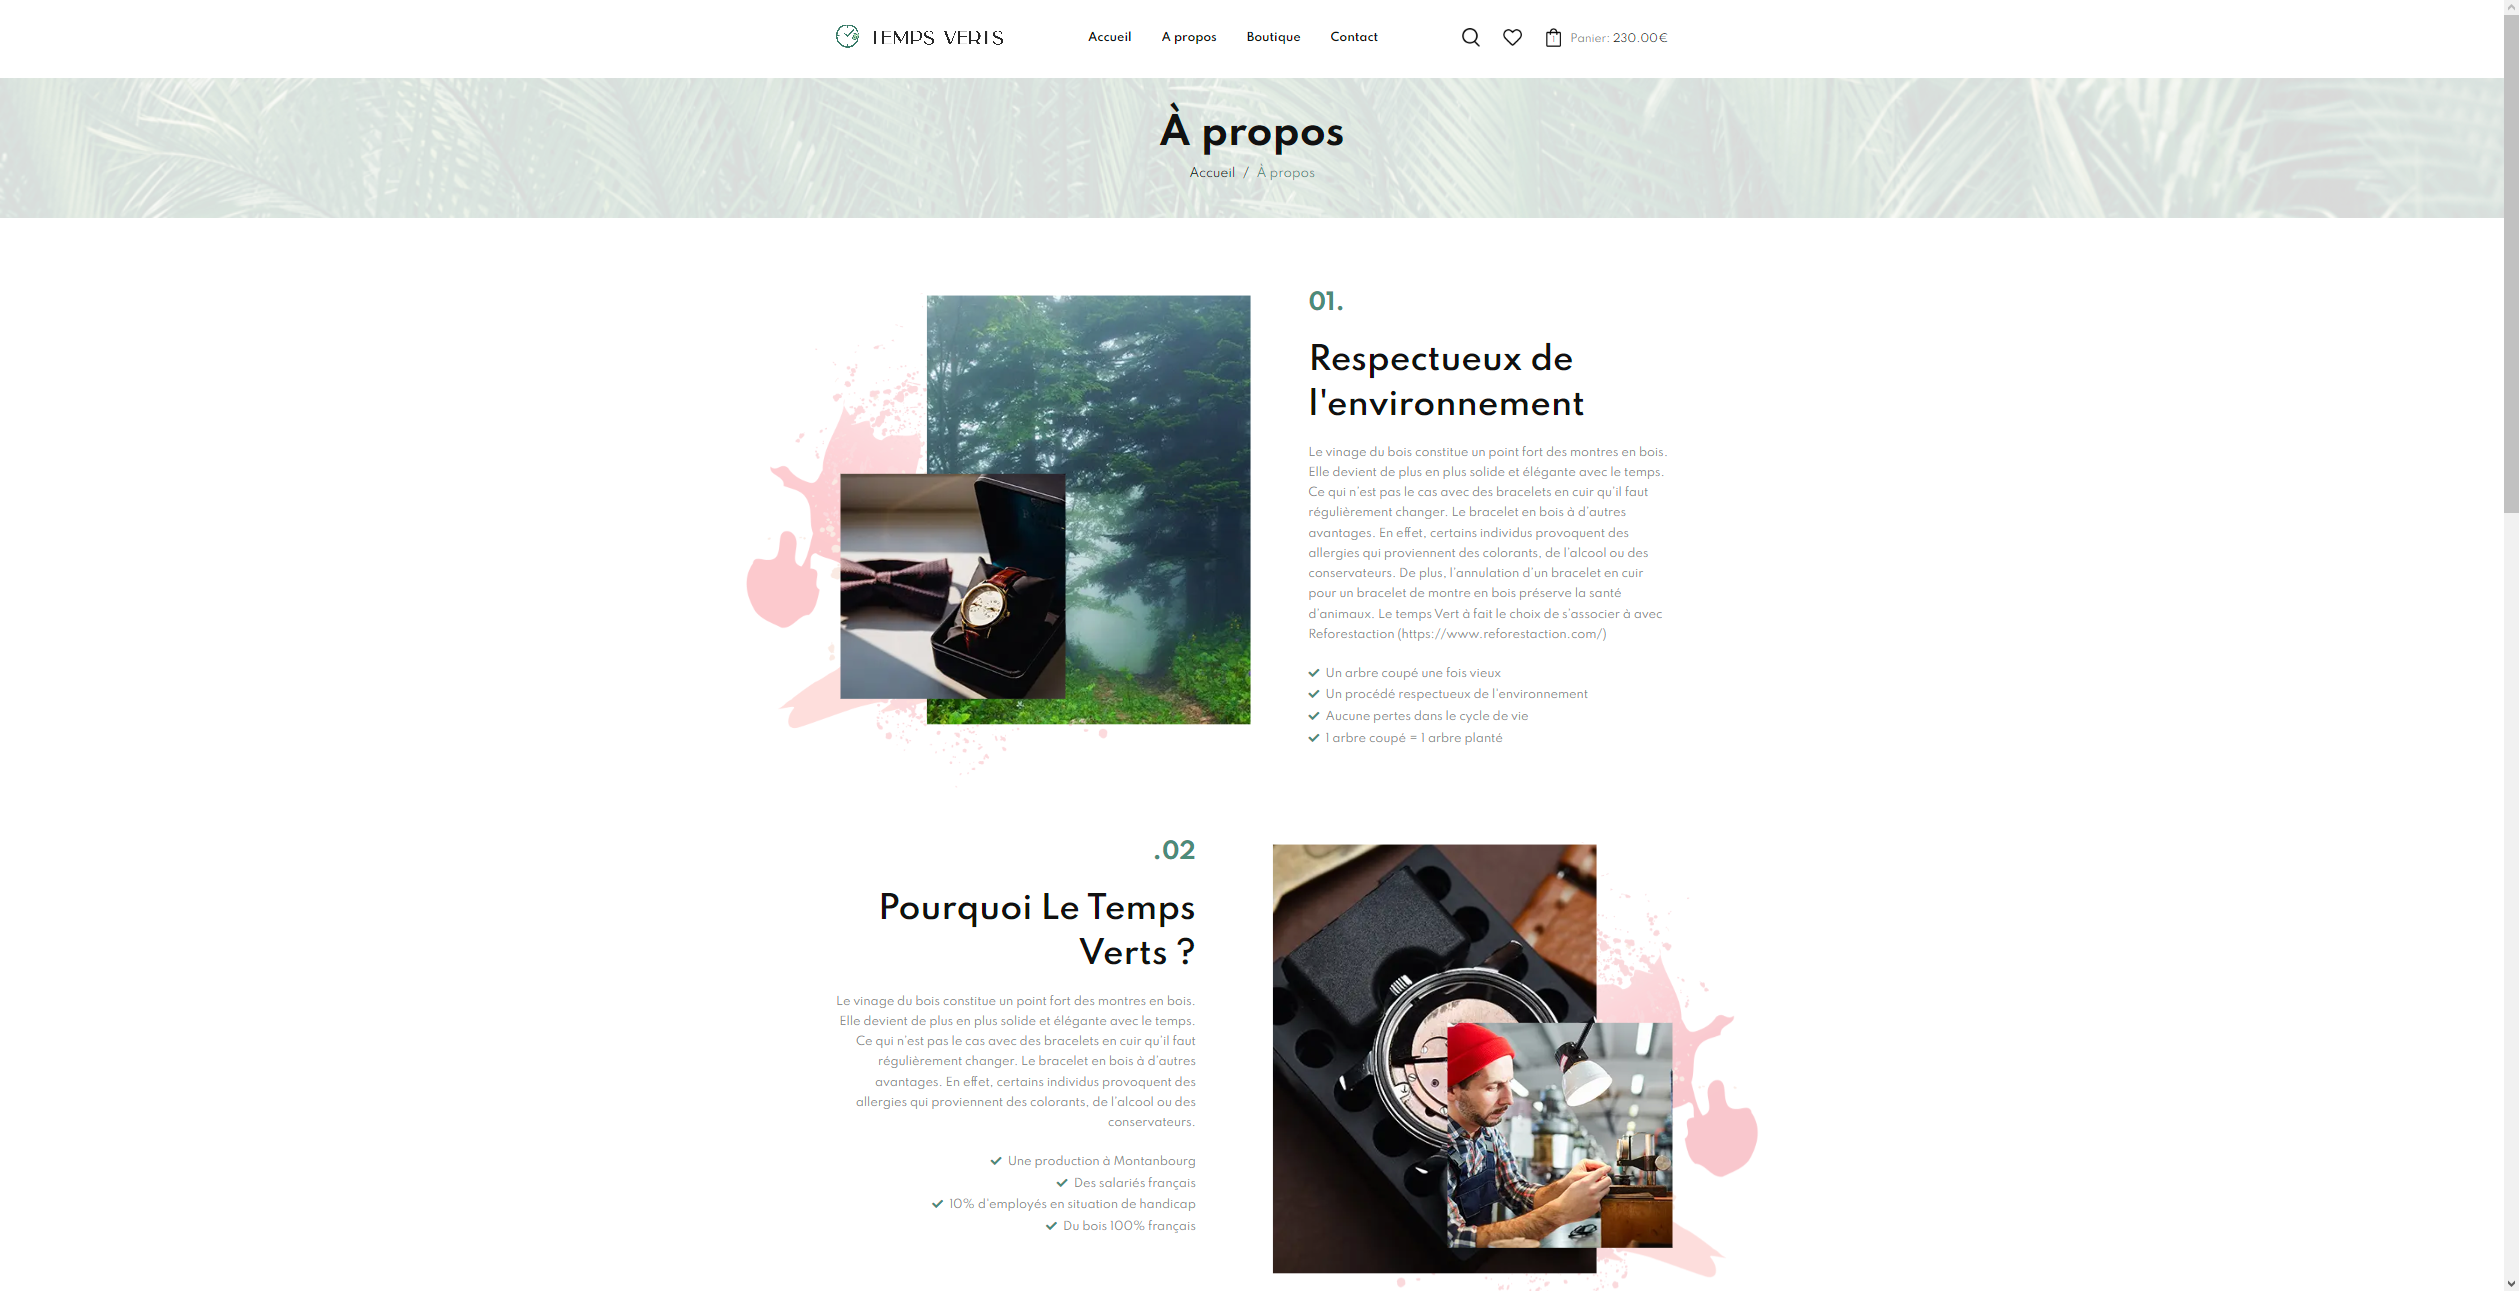 TEMPS VERTS
Accueil
A propos
Boutique
Contact
Panier: 230.00€
À propos
Accueil / À propos
01.
Respectueux de
l'environnement
Le vinage du bois constitue un point fort des montres en bois.
Elle devient de plus en plus solide et élégante avec le temps.
Ce qui n'est pas le cas avec des bracelets en cuir qu'il faut
régulièrement changer. Le bracelet en bois à d'autres
avantages. En effet, certains individus provoquent des
allergies qui proviennent des colorants, de l'alcool ou des
conservateurs. De plus, l'annulation d'un bracelet en cuir
pour un bracelet de montre en bois préserve la santé
d'animaux. Le temps Vert à fait le choix de s'associer à avec
Reforestaction (https://www.reforestaction.com/)
Un arbre coupé une fois vieux
Un procédé respectueux de l'environnement
Aucune pertes dans le cycle de vie
1 arbre coupé = 1 arbre planté
.02
Pourquoi Le Temps
Verts ?
Le vinage du bois constitue un point fort des montres en bois.
Elle devient de plus en plus solide et élégante avec le temps.
Ce qui n'est pas le cas avec des bracelets en cuir qu'il faut
régulièrement changer. Le bracelet en bois à d'autres
avantages. En effet, certains individus provoquent des
allergies qui proviennent des colorants, de l'alcool ou des
conservateurs.
Une production à Montanbourg
Des salariés français
10% d'employés en situation de handicap
Du bois 100% français